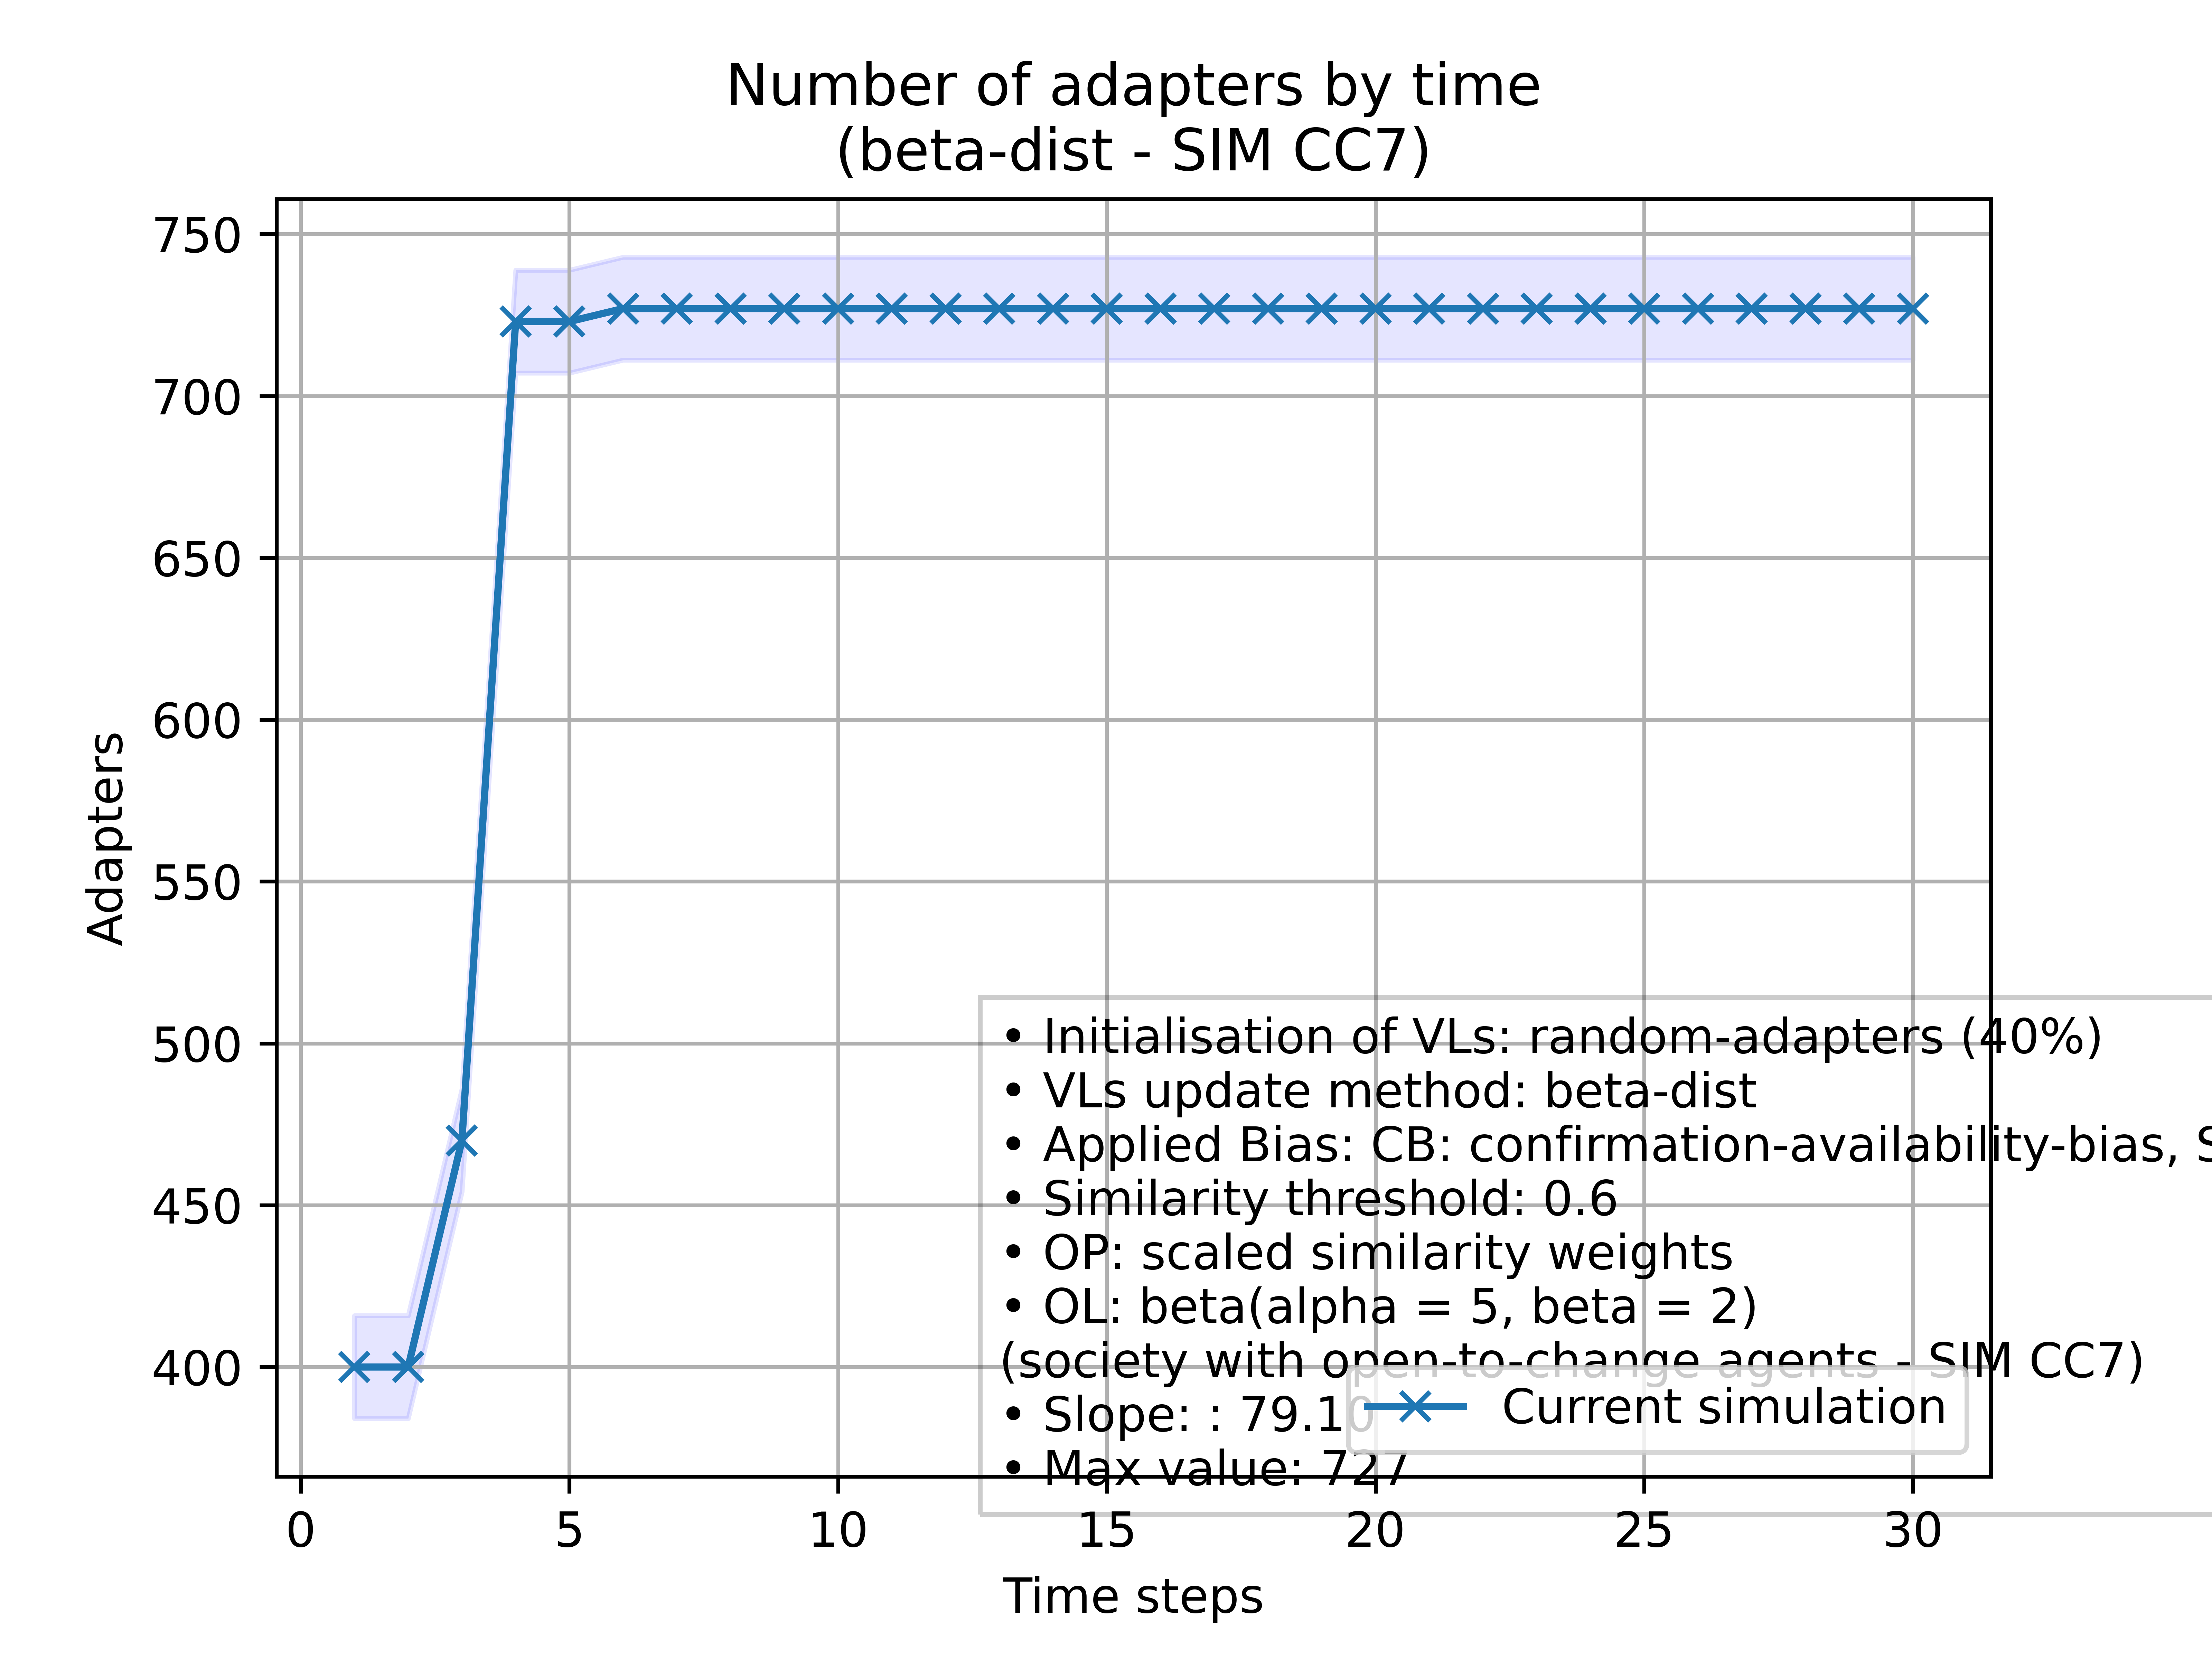 Number of adapters by time
(beta-dist - SIM CC7)
750
700
650
600
550
500
450
400
Adapters
• Initialisation of VLs: random-adapters (40%)
• VLs update method: beta-dist
• Applied Bias: CB: confirmation-availability-bias, S
• Similarity threshold: 0.6
• OP: scaled similarity weights
• OL: beta(alpha = 5, beta = 2)
(society with open-to-change agents - SIM CC7)
• Slope: : 79.10
• Max value: 727
Current simulation
0 5 10 15 20 25 30
Time steps